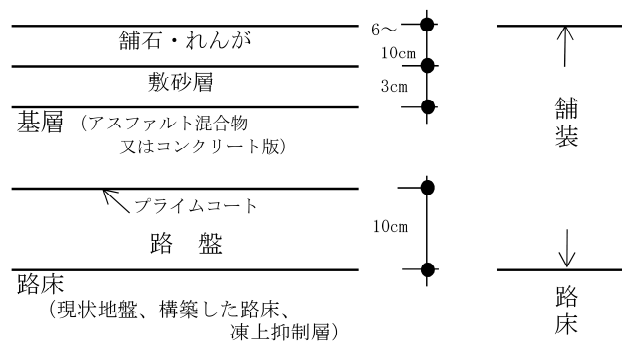 舗石・れんが
6～
10cm
敷砂層
3cm
基層（アスファルト混合物
又はコンクリート版）
舗装
プライムコート
路　盤
10cm
路床
（現状地盤、構築した路床、
凍上抑制層）
路床